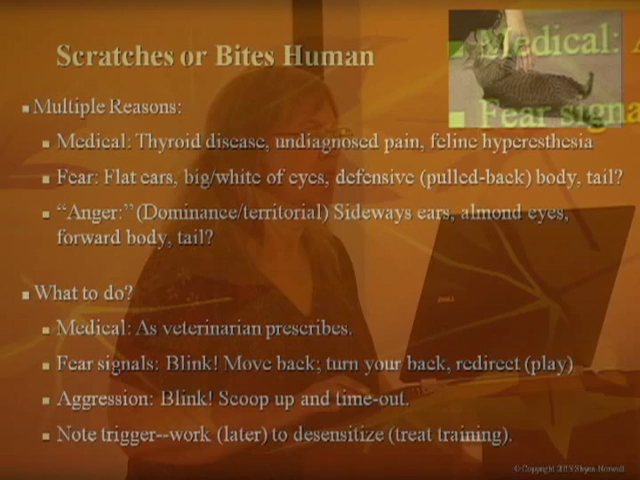 Scratches or Bites Human
Medical: A
Fear signa
Multiple Reasons:
Medical: Thyroid disease, undiagnosed pain, feline hyperesthesia
Fear: Flat ears, big/white of eyes, defensive (pulled-back) body, tail?
“Anger:” (Dominance/territorial) Sideways ears, almond eyes,
forward body, tail?
DELL
What to do?
Medical: As veterinarian prescribes.
Fear signals: Blink! Move back; turn your back, redirect (play)
Aggression: Blink! Scoop up and time-out.
Note trigger--work (later) to desensitize (treat training).
© Copyright